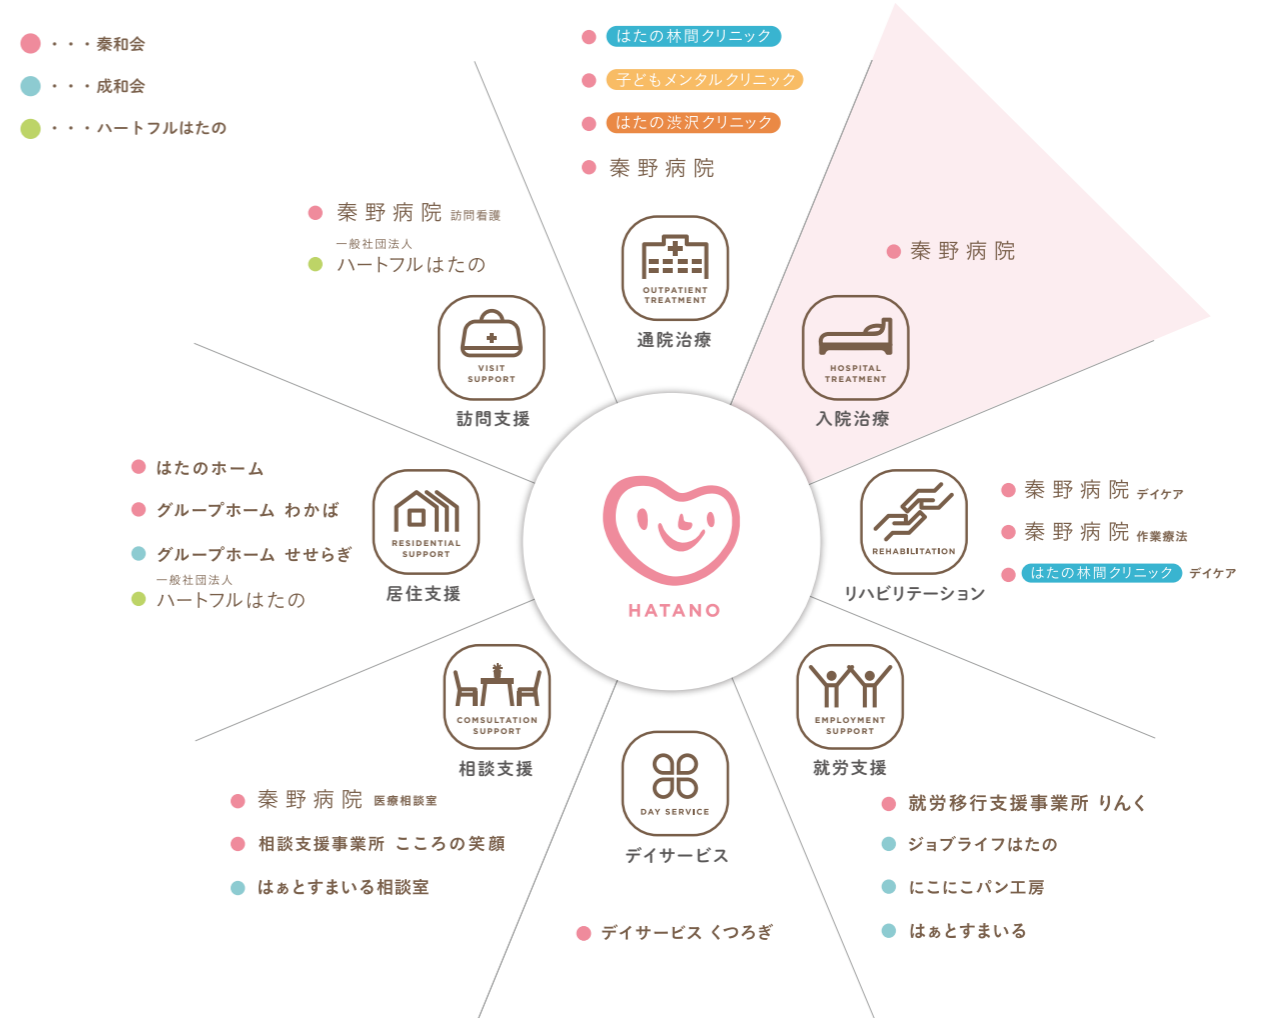 ・・・秦和会
・・・成和会
・・・ハートフルはたの
はたの林間クリニック
子どもメンタルクリニック
はたの渋沢クリニック
秦野病院
OUTPATIENT
TREATMENT
通院治療
秦野病院
HOSPITAL
TREATMENT
入院治療
秦野病院 デイケア
秦野病院 作業療法
はたの林間クリニック デイケア
REHABILITATION
リハビリテーション
EMPLOYMENT
SUPPORT
就労支援
就労移行支援事業所 りんく
ジョブライフはたの
にこにこパン工房
はぁとすまいる
DAY SERVICE
デイサービス
デイサービス くつろぎ
COMSULTATION
SUPPORT
相談支援
秦野病院 医療相談室
相談支援事業所 こころの笑顔
はぁとすまいる相談室
はたのホーム
グループホーム わかば
グループホーム せせらぎ
一般社団法人
ハートフルはたの
RESIDENTIAL
SUPPORT
居住支援
秦野病院 訪問看護
一般社団法人
ハートフルはたの
VISIT
SUPPORT
訪問支援
HATANO